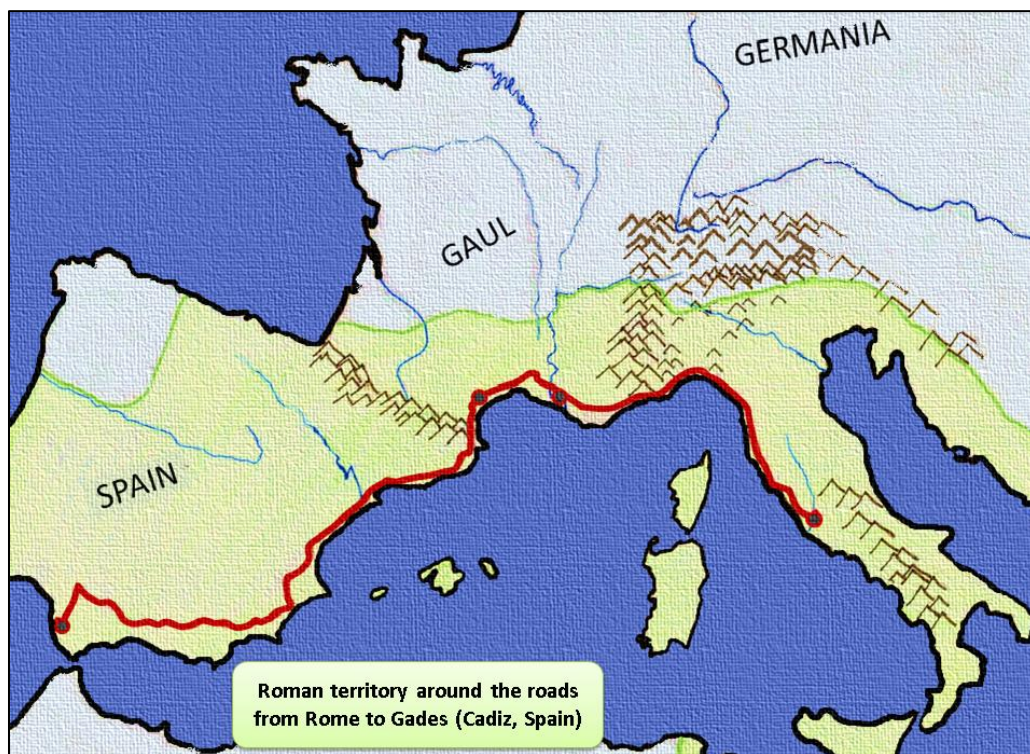 GERMANIA
GAUL
SPAIN
Roman territory around the roads
from Rome to Gades (Cadiz, Spain)